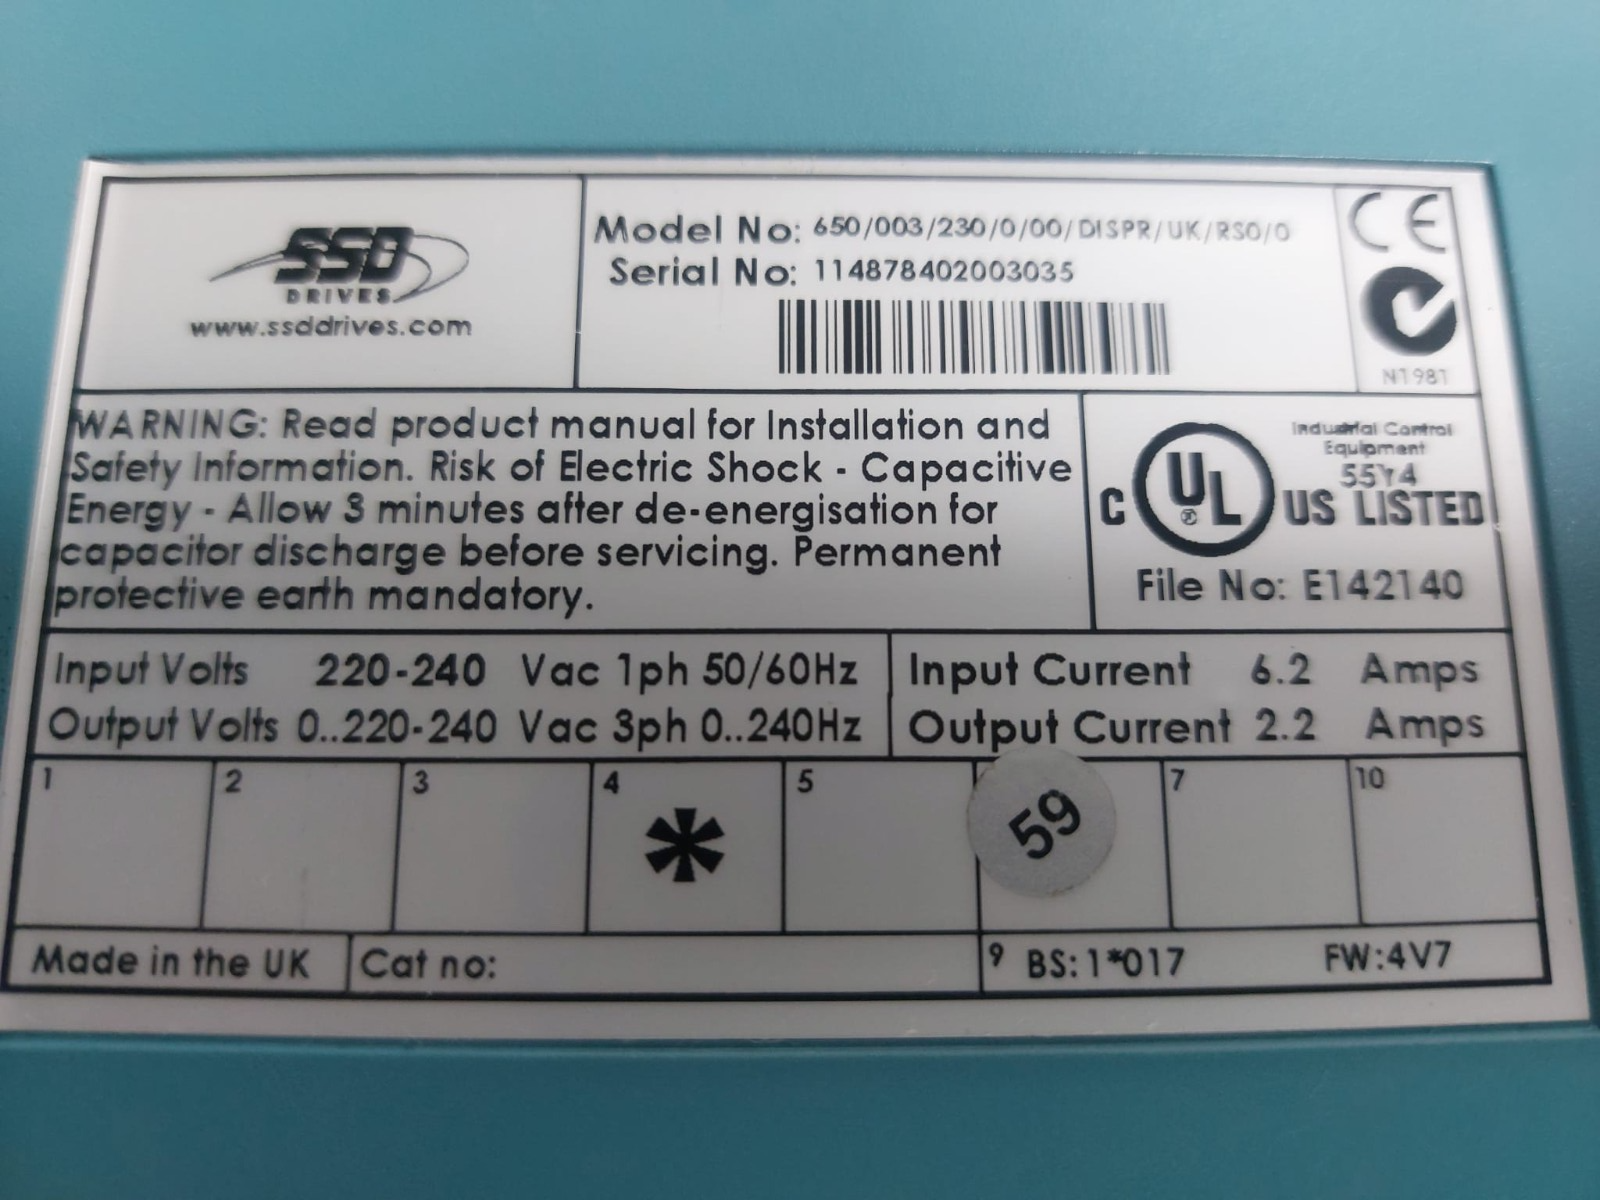 SSD
DRIVES
www.ssddrives.com
Model No: 650/003/230/0/00/DISPR/UK/RS0/0
Serial No: 114878402003035
CE
N1981
WARNING: Read product manual for Installation and
Safety Information. Risk of Electric Shock - Capacitive
Energy - Allow 3 minutes after de-energisation for
capacitor discharge before servicing. Permanent
protective earth mandatory.
Industrial Control
Equipment
55Y4
C UL ® US LISTED
File No: E142140
Input Volts 220-240 Vac 1ph 50/60Hz
Output Volts 0..220-240 Vac 3ph 0..240Hz
Input Current 6.2 Amps
Output Current 2.2 Amps
1 2 3 4 5 7 10
*
59
Made in the UK
Cat no:
9 BS:1*017 FW:4V7